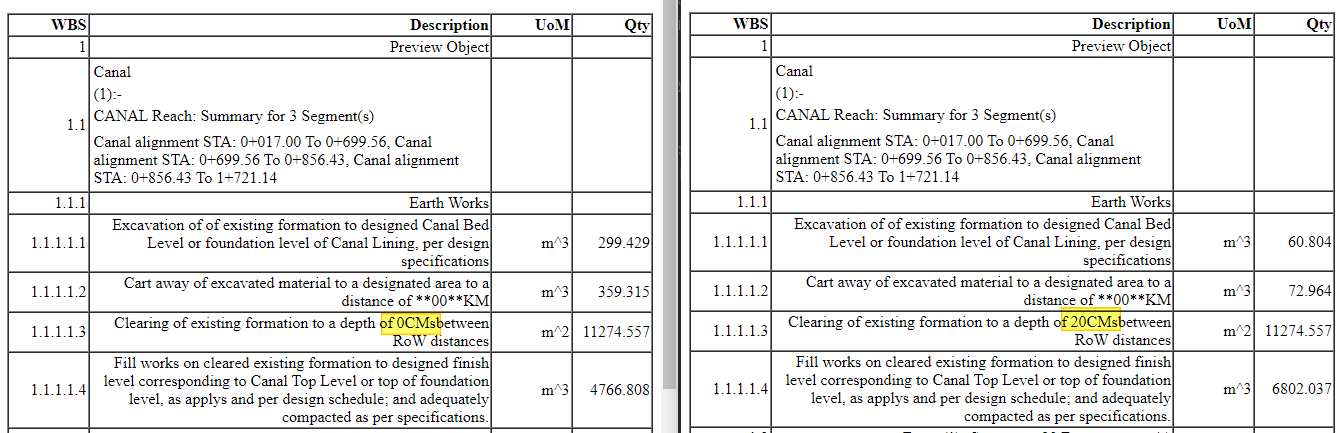 WBS Description UoM Qty
1 Preview Object
1.1 Canal
(1):-
CANAL Reach: Summary for 3 Segment(s)
Canal alignment STA: 0+017.00 To 0+699.56, Canal
alignment STA: 0+699.56 To 0+856.43, Canal alignment
STA: 0+856.43 To 1+721.14
1.1.1 Earth Works
Excavation of of existing formation to designed Canal Bed
1.1.1.1.1 Level or foundation level of Canal Lining, per design m^3 299.429
specifications
1.1.1.1.2 Cart away of excavated material to a designated area to a m^3 359.315
distance of **00**KM
1.1.1.1.3 Clearing of existing formation to a depth of 0CMsbetween m^2 11274.557
RoW distances
Fill works on cleared existing formation to designed finish
1.1.1.1.4 level corresponding to Canal Top Level or top of foundation m^3 4766.808
level, as applys and per design schedule; and adequately
compacted as per specifications.
WBS Description UoM Qty
1 Preview Object
1.1 Canal
(1):-
CANAL Reach: Summary for 3 Segment(s)
Canal alignment STA: 0+017.00 To 0+699.56, Canal
alignment STA: 0+699.56 To 0+856.43, Canal alignment
STA: 0+856.43 To 1+721.14
1.1.1 Earth Works
Excavation of of existing formation to designed Canal Bed
1.1.1.1.1 Level or foundation level of Canal Lining, per design m^3 60.804
specifications
1.1.1.1.2 Cart away of excavated material to a designated area to a m^3 72.964
distance of **00**KM
1.1.1.1.3 Clearing of existing formation to a depth of 20CMsbetween m^2 11274.557
RoW distances
Fill works on cleared existing formation to designed finish
1.1.1.1.4 level corresponding to Canal Top Level or top of foundation m^3 6802.037
level, as applys and per design schedule; and adequately
compacted as per specifications.